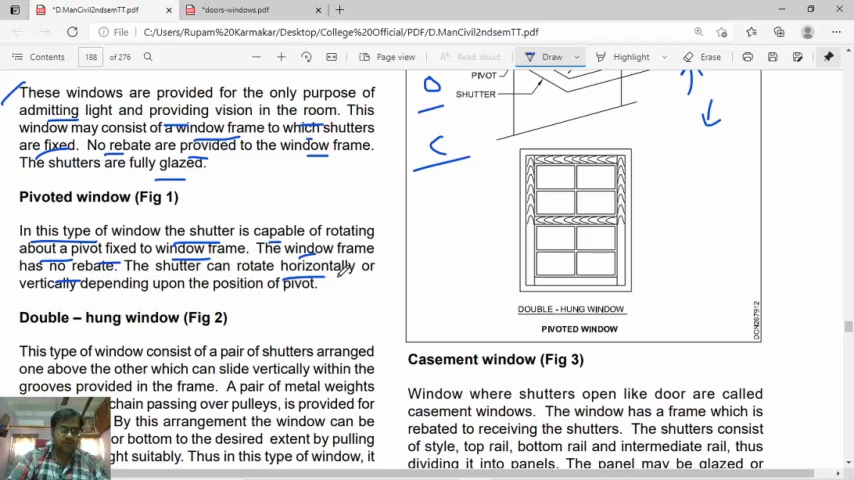 *D.ManCivil2ndsemTT.pdf
*doors-windows.pdf
File
C:/Users/Rupam%20Karmakar/Desktop/College%20Official/PDF/D.ManCivil2ndsemTT.pdf
Contents
188
of 276
Page view
Read aloud
Draw
Highlight
Erase
These windows are provided for the only purpose of
admitting light and providing vision in the room. This
window may consist of a window frame to which shutters
are fixed. No rebate are provided to the window frame.
The shutters are fully glazed.
Pivoted window (Fig 1)
In this type of window the shutter is capable of rotating
about a pivot fixed to window frame. The window frame
has no rebate. The shutter can rotate horizontally or
vertically depending upon the position of pivot.
Double – hung window (Fig 2)
This type of window consist of a pair of shutters arranged
one above the other which can slide vertically within the
grooves provided in the frame. A pair of metal weights
chain passing over pulleys, is provided for
By this arrangement the window can be
or bottom to the desired extent by pulling
ght suitably. Thus in this type of window, it
PIVOT
SHUTTER
O
C
DOUBLE - HUNG WINDOW
PIVOTED WINDOW
DCN267912
Casement window (Fig 3)
Window where shutters open like door are called
casement windows. The window has a frame which is
rebated to receiving the shutters. The shutters consist
of style, top rail, bottom rail and intermediate rail, thus
dividing it into panels. The panel may be glazed or